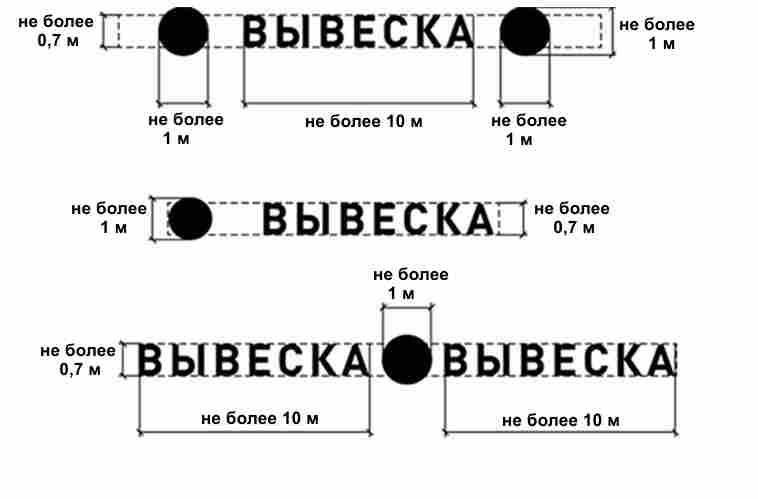 не более
0,7 м
ВЫВЕСКА
не более
1 м
не более
1 м
не более 10 м
не более
1 м
не более
1 м
ВЫВЕСКА
не более
0,7 м
не более
1 м
не более
0,7 м
ВЫВЕСКА
ВЫВЕСКА
не более 10 м
не более 10 м